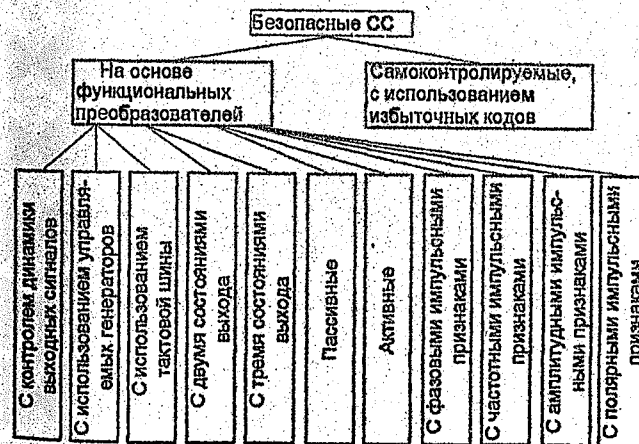 Безопасные СС
На основе
функциональных
преобразователей
Самоконтролируемые,
с использованием
избыточных кодов
С контролем динамики
выходных сигналов
С использованием управля-
емых генераторов
С использованием
тактовой шины
С двумя состояниями
выхода
С тремя состояниями
выхода
Пассивные
Активные
С фазовыми импульсными
признаками
С частотными импульсными
признаками
С амплитудными импульс-
ными признаками
С полярными импульсными
признаками